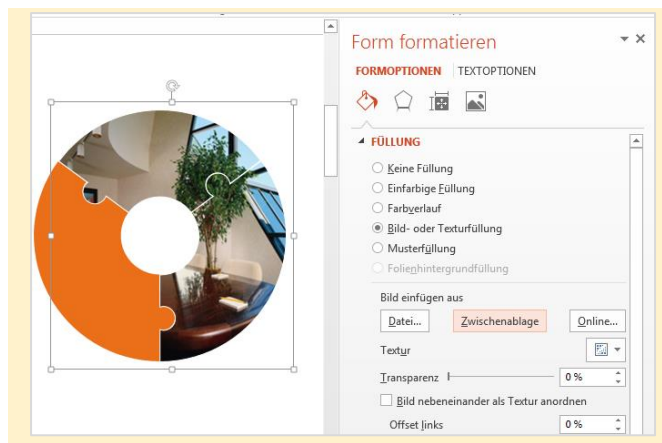 Form formatieren
FORMOPTIONEN TEXTOPTIONEN
FÜLLUNG
Keine Füllung
Einfarbige Füllung
Farbverlauf
Bild- oder Texturfüllung
Musterfüllung
Folienhintergrundfüllung
Bild einfügen aus
Datei... Zwischenablage Online...
Textur
Transparenz 0 %
Bild nebeneinander als Textur anordnen
Offset links 0 %